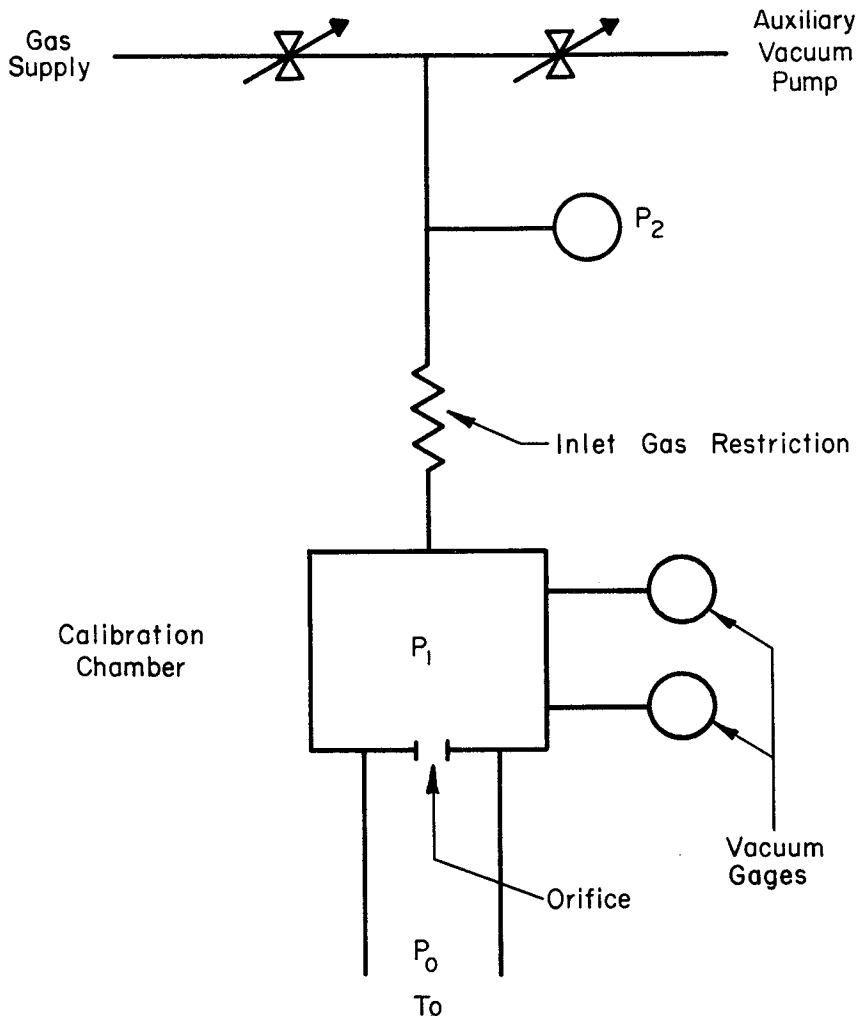 Gas
Supply
Auxiliary
Vacuum
Pump
P2
Inlet Gas Restriction
Calibration
Chamber
P1
Vacuum
Gages
Orifice
P0
To